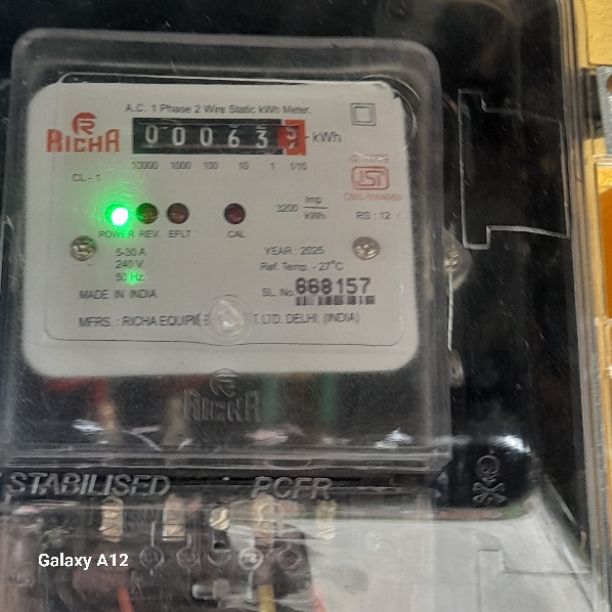 A.C. 1 Phase 2 Wire Static kWh Meter.
RICHA
00063 - kWh
10000 1000 100 10 1 1/10
CL - 1
ISI
3200 Imp/kWh
RS : 12
POWER REV. EFLT CAL
5-30 A
240 V.
50 Hz.
YEAR : 2025
Ref. Temp. - 27°C
MADE IN INDIA
SL. No. 668157
MFRS. : RICHA LTD. DELHI. (INDIA)
RICHA
STABILISED
Galaxy A12